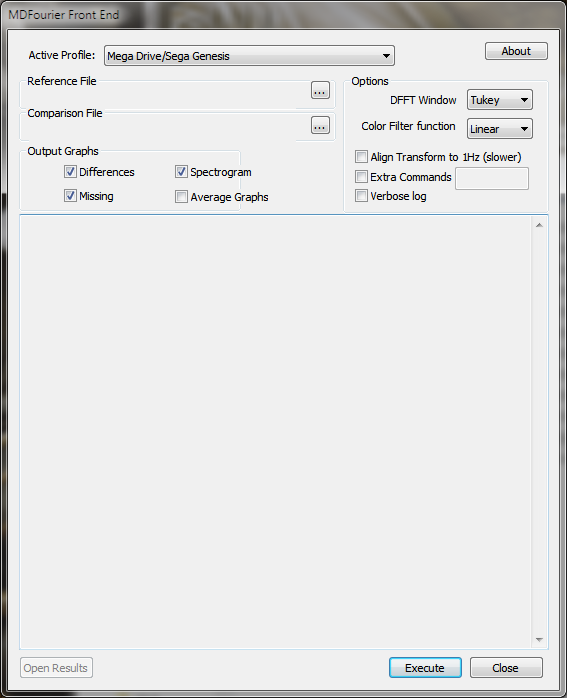 MDFourier Front End
Active Profile: Mega Drive/Sega Genesis About
Reference File
...
Comparison File
...
Output Graphs
Differences Spectrogram
Missing Average Graphs
Options
DFFT Window Tukey
Color Filter function Linear
Align Transform to 1Hz (slower)
Extra Commands
Verbose log
Open Results Execute Close